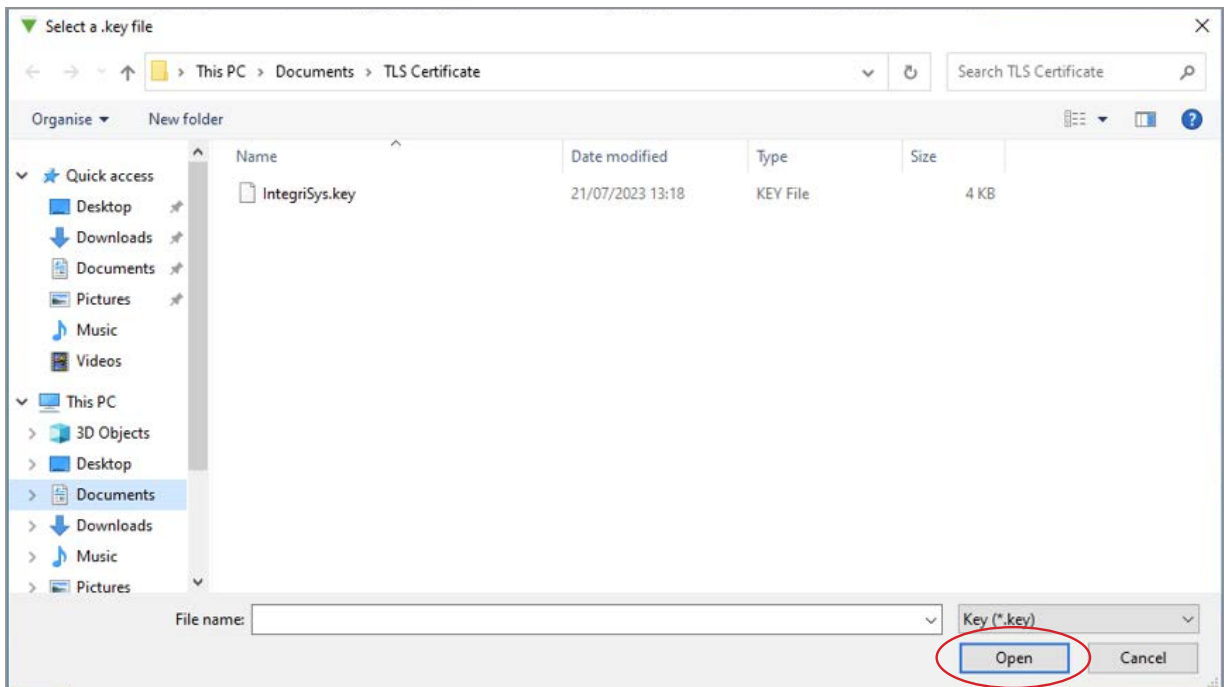 Select a .key file
This PC > Documents > TLS Certificate
Search TLS Certificate
Organise
New folder
Name
Date modified
Type
Size
IntegriSys.key
21/07/2023 13:18
KEY File
4 KB
Quick access
Desktop
Downloads
Documents
Pictures
Music
Videos
This PC
3D Objects
Desktop
Documents
Downloads
Music
Pictures
File name:
Key (*.key)
Open
Cancel